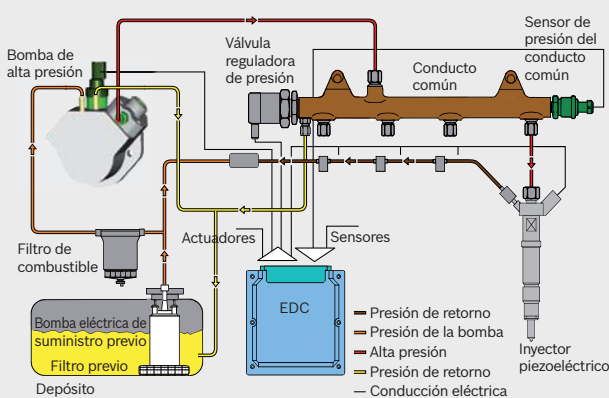 Bomba de
alta presión
Válvula
reguladora
de presión
Conducto
común
Sensor de
presión del
conducto
común
Filtro de
combustible
Actuadores
Sensores
EDC
Bomba eléctrica de
suministro previo
Filtro previo
Depósito
Presión de retorno
Presión de la bomba
Alta presión
Presión de retorno
Conducción eléctrica
Inyector
piezoeléctrico